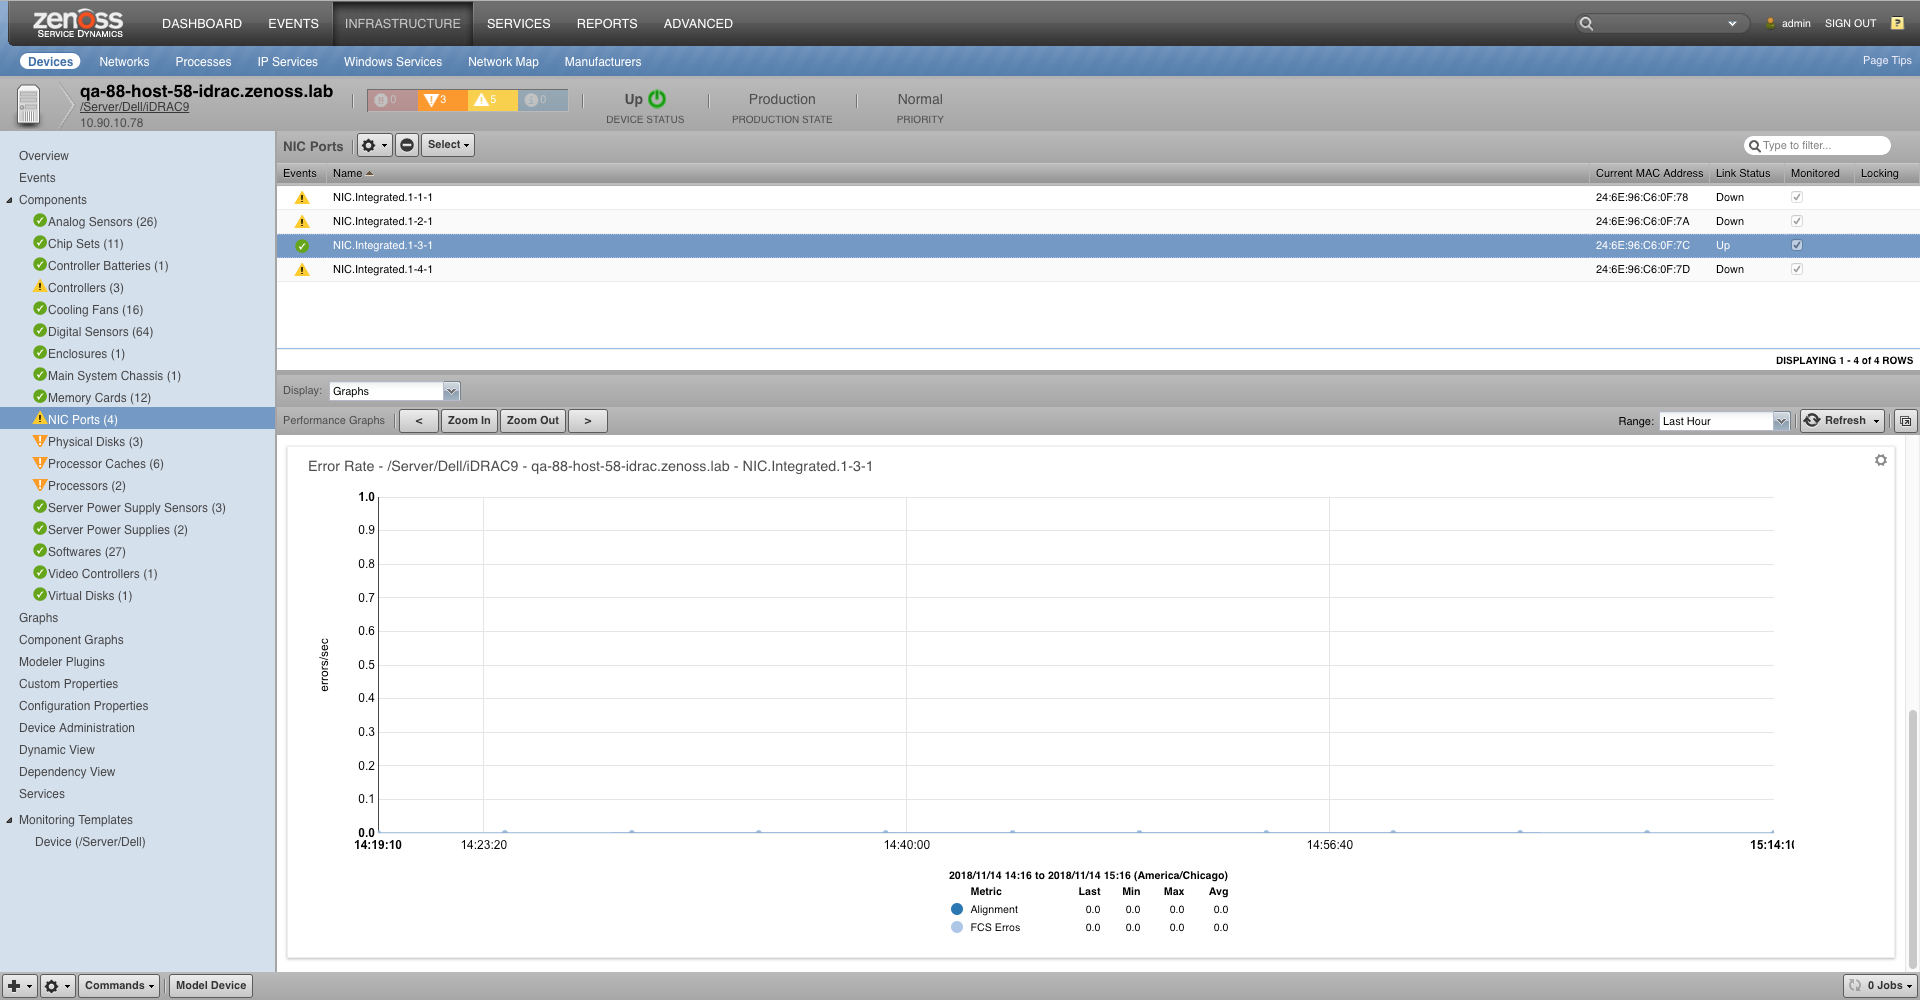 zenoss
SERVICE DYNAMICS
DASHBOARD EVENTS INFRASTRUCTURE SERVICES REPORTS ADVANCED
admin SIGN OUT ?
Devices Networks Processes IP Services Windows Services Network Map Manufacturers Page Tips
qa-88-host-58-idrac.zenoss.lab
/Server/Dell/iDRAC9
10.90.10.78
0 3 5 0
Up
DEVICE STATUS
Production
PRODUCTION STATE
Normal
PRIORITY
Overview
Events
Components
Analog Sensors (26)
Chip Sets (11)
Controller Batteries (1)
Controllers (3)
Cooling Fans (16)
Digital Sensors (64)
Enclosures (1)
Main System Chassis (1)
Memory Cards (12)
NIC Ports (4)
Physical Disks (3)
Processor Caches (6)
Processors (2)
Server Power Supply Sensors (3)
Server Power Supplies (2)
Softwares (27)
Video Controllers (1)
Virtual Disks (1)
Graphs
Component Graphs
Modeler Plugins
Custom Properties
Configuration Properties
Device Administration
Dynamic View
Dependency View
Services
Monitoring Templates
Device (/Server/Dell)
NIC Ports Select Type to filter...
Events Name Current MAC Address Link Status Monitored Locking
NIC.Integrated.1-1-1 24:6E:96:C6:0F:78 Down
NIC.Integrated.1-2-1 24:6E:96:C6:0F:7A Down
NIC.Integrated.1-3-1 24:6E:96:C6:0F:7C Up
NIC.Integrated.1-4-1 24:6E:96:C6:0F:7D Down
DISPLAYING 1 - 4 of 4 ROWS
Display: Graphs
Performance Graphs < Zoom In Zoom Out > Range: Last Hour Refresh
Error Rate - /Server/Dell/iDRAC9 - qa-88-host-58-idrac.zenoss.lab - NIC.Integrated.1-3-1
1.0
0.9
0.8
0.7
0.6
0.5
0.4
0.3
0.2
0.1
0.0
errors/sec
14:19:10 14:23:20 14:40:00 14:56:40 15:14:10
2018/11/14 14:16 to 2018/11/14 15:16 (America/Chicago)
Metric Last Min Max Avg
Alignment 0.0 0.0 0.0 0.0
FCS Erros 0.0 0.0 0.0 0.0
Commands Model Device 0 Jobs